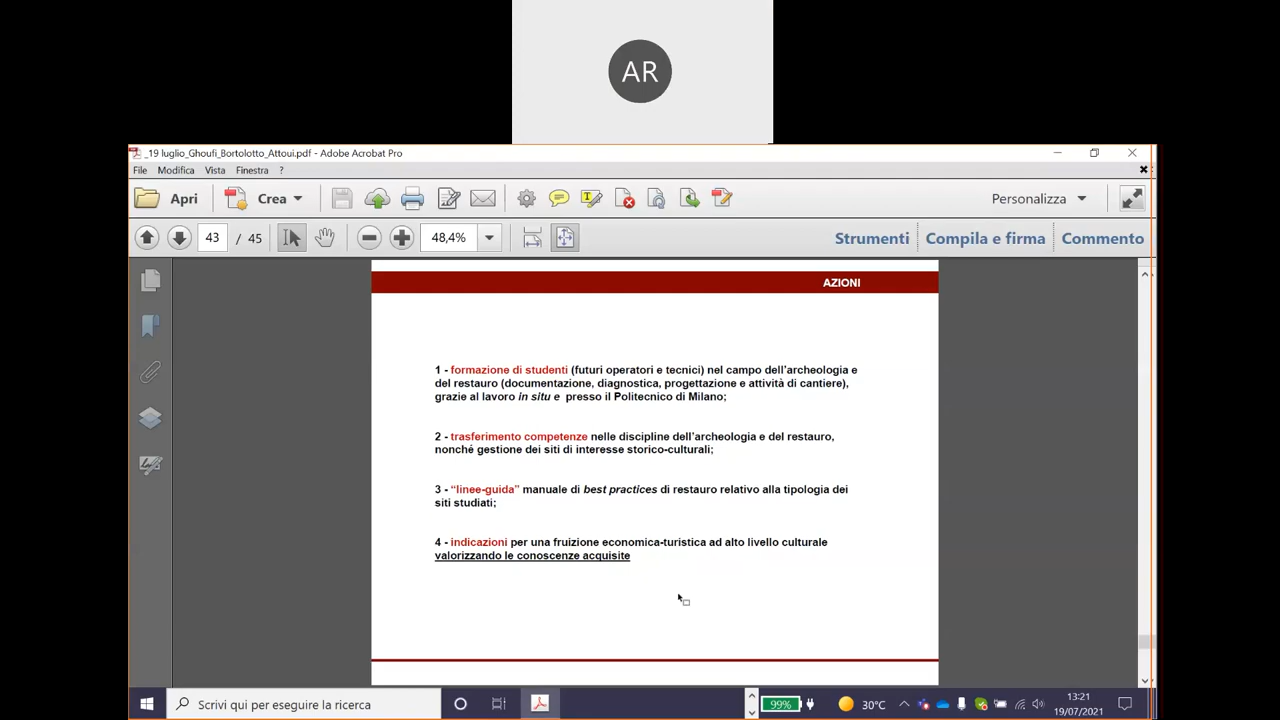 AR
_19 luglio_Ghoufi_Bortolotto_Attoui.pdf - Adobe Acrobat Pro
File Modifica Vista Finestra ?
Apri Crea Personalizza
43 / 45 48,4% Strumenti Compila e firma Commento
AZIONI
1 - formazione di studenti (futuri operatori e tecnici) nel campo dell'archeologia e
del restauro (documentazione, diagnostica, progettazione e attività di cantiere),
grazie al lavoro in situ e presso il Politecnico di Milano;
2 - trasferimento competenze nelle discipline dell'archeologia e del restauro,
nonché gestione dei siti di interesse storico-culturali;
3 - “linee-guida” manuale di best practices di restauro relativo alla tipologia dei
siti studiati;
4 - indicazioni per una fruizione economica-turistica ad alto livello culturale
valorizzando le conoscenze acquisite
Scrivi qui per eseguire la ricerca 99% 30°C 13:21
19/07/2021